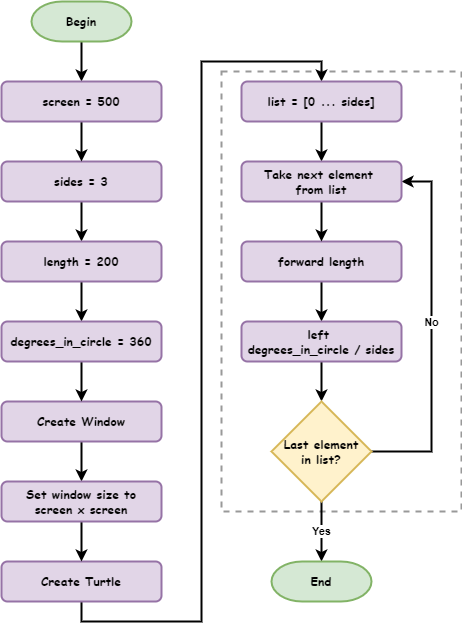 Begin
screen = 500
sides = 3
length = 200
degrees_in_circle = 360
Create Window
Set window size to
screen x screen
Create Turtle
list = [0 ... sides]
Take next element
from list
forward length
left
degrees_in_circle / sides
Last element
in list?
No
Yes
End